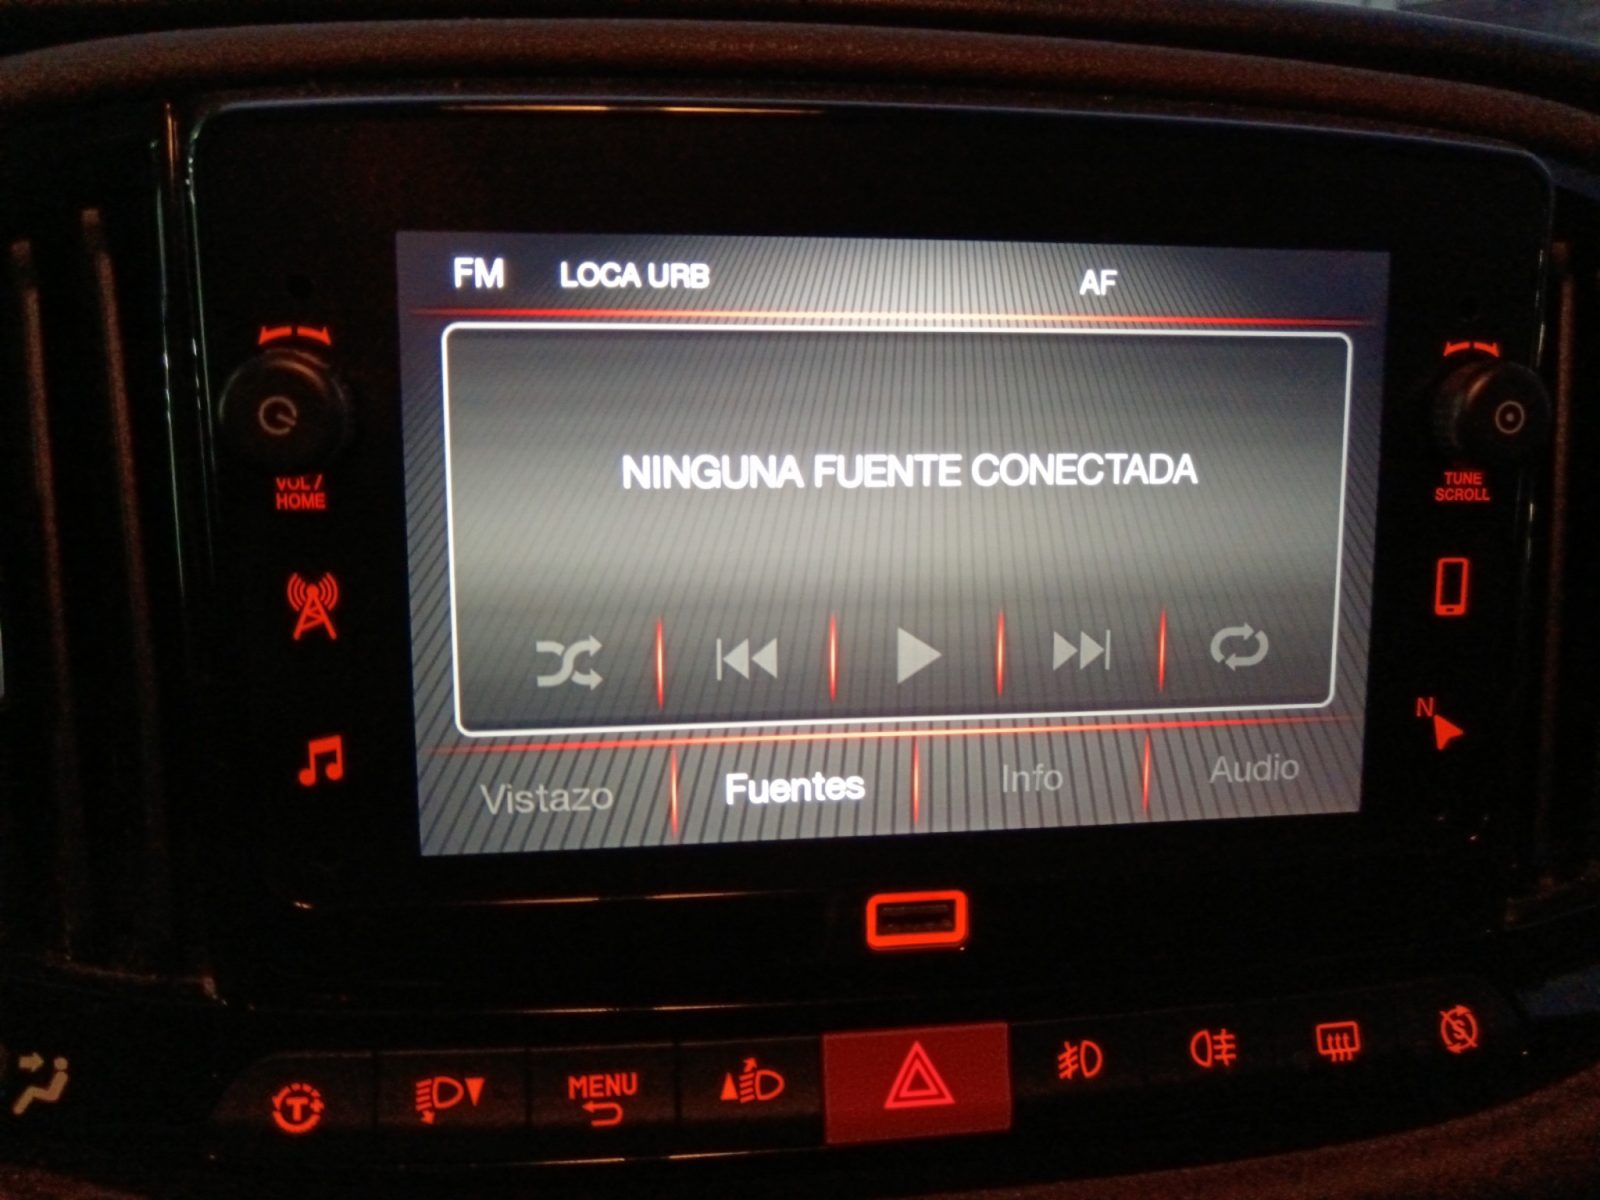 FM LOCA URB AF
NINGUNA FUENTE CONECTADA
Vistazo Fuentes Info Audio
VOL /
HOME
TUNE
SCROLL
N
MENU
T
S